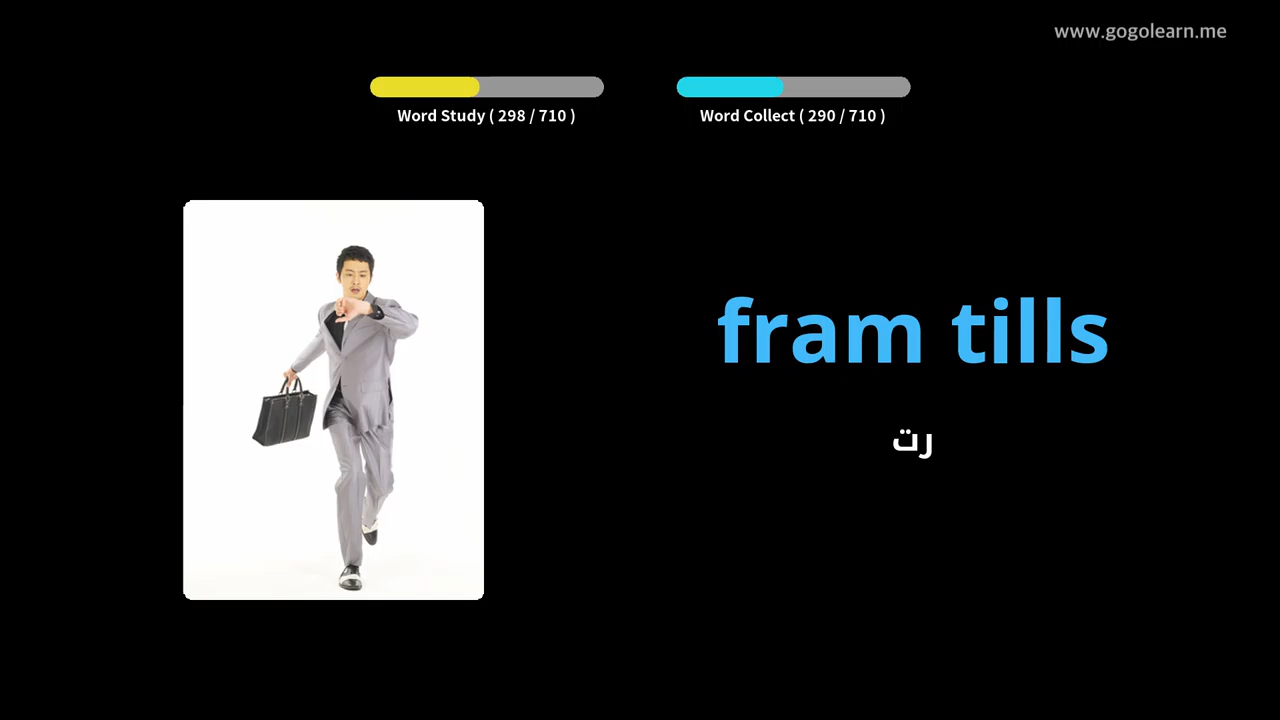 www.gogolearn.me
Word Study ( 298 / 710 )
Word Collect ( 290 / 710 )
fram tills
رت